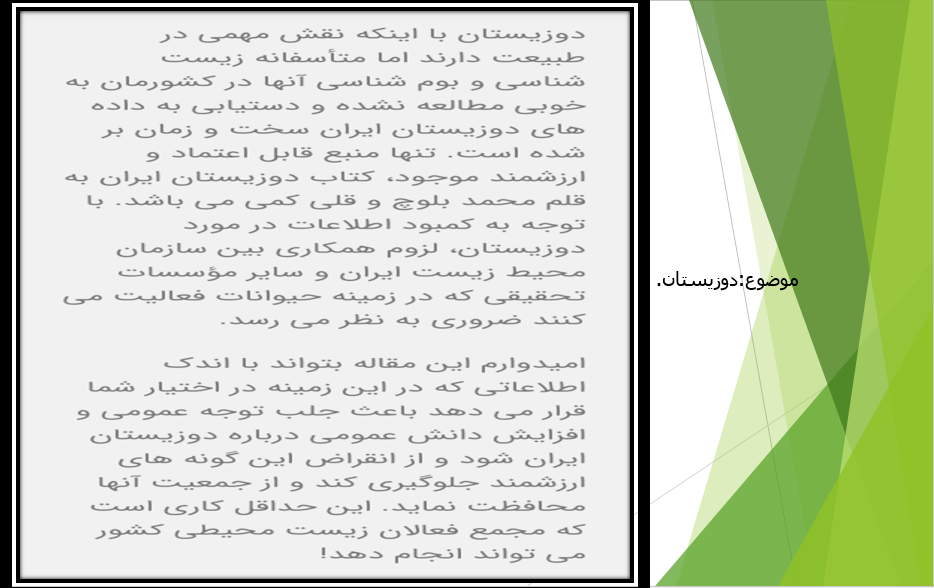 موضوع:دوزیستان.
دوزیستان با اینکه نقش مهمی در
طبیعت دارند اما متأسفانه زیست
شناسی و بوم شناسی آنها در کشورمان به
خوبی مطالعه نشده و دستیابی به داده
های دوزیستان ایران سخت و زمان بر
شده است. تنها منبع قابل اعتماد و
ارزشمند موجود، کتاب دوزیستان ایران به
قلم محمد بلوچ و قلی کمی می باشد. با
توجه به کمبود اطلاعات در مورد
دوزیستان، لزوم همکاری بین سازمان
محیط زیست ایران و سایر مؤسسات
تحقیقی که در زمینه حیوانات فعالیت می
کنند ضروری به نظر می رسد.
امیدوارم این مقاله بتواند با اندک
اطلاعاتی که در این زمینه در اختیار شما
قرار می دهد باعث جلب توجه عمومی و
افزایش دانش عمومی درباره دوزیستان
ایران شود و از انقراض این گونه های
ارزشمند جلوگیری کند و از جمعیت آنها
محافظت نماید. این حداقل کاری است
که مجمع فعالان زیست محیطی کشور
می تواند انجام دهد!